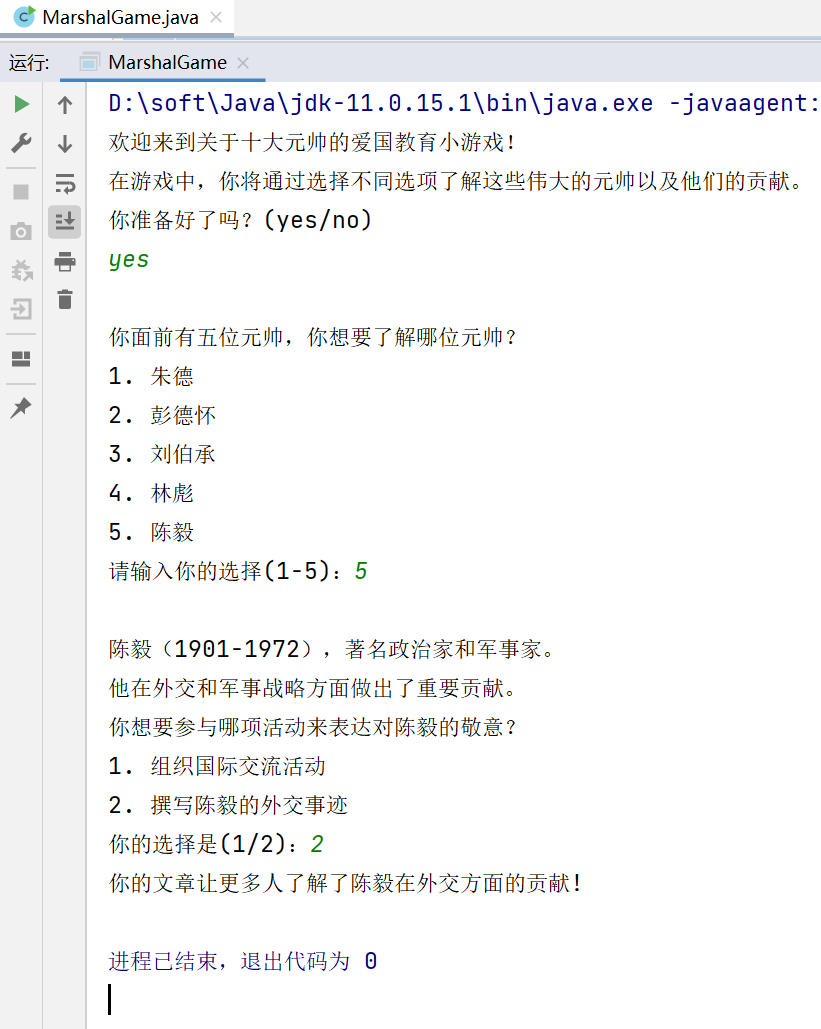 MarshalGame.java
运行: MarshalGame
D:\soft\Java\jdk-11.0.15.1\bin\java.exe -javaagent:
欢迎来到关于十大元帅的爱国教育小游戏！
在游戏中，你将通过选择不同选项了解这些伟大的元帅以及他们的贡献。
你准备好了吗？(yes/no)
yes
你面前有五位元帅，你想要了解哪位元帅？
1. 朱德
2. 彭德怀
3. 刘伯承
4. 林彪
5. 陈毅
请输入你的选择(1-5)：5
陈毅（1901-1972），著名政治家和军事家。
他在外交和军事战略方面做出了重要贡献。
你想要参与哪项活动来表达对陈毅的敬意？
1. 组织国际交流活动
2. 撰写陈毅的外交事迹
你的选择是(1/2)：2
你的文章让更多人了解了陈毅在外交方面的贡献！
进程已结束，退出代码为 0